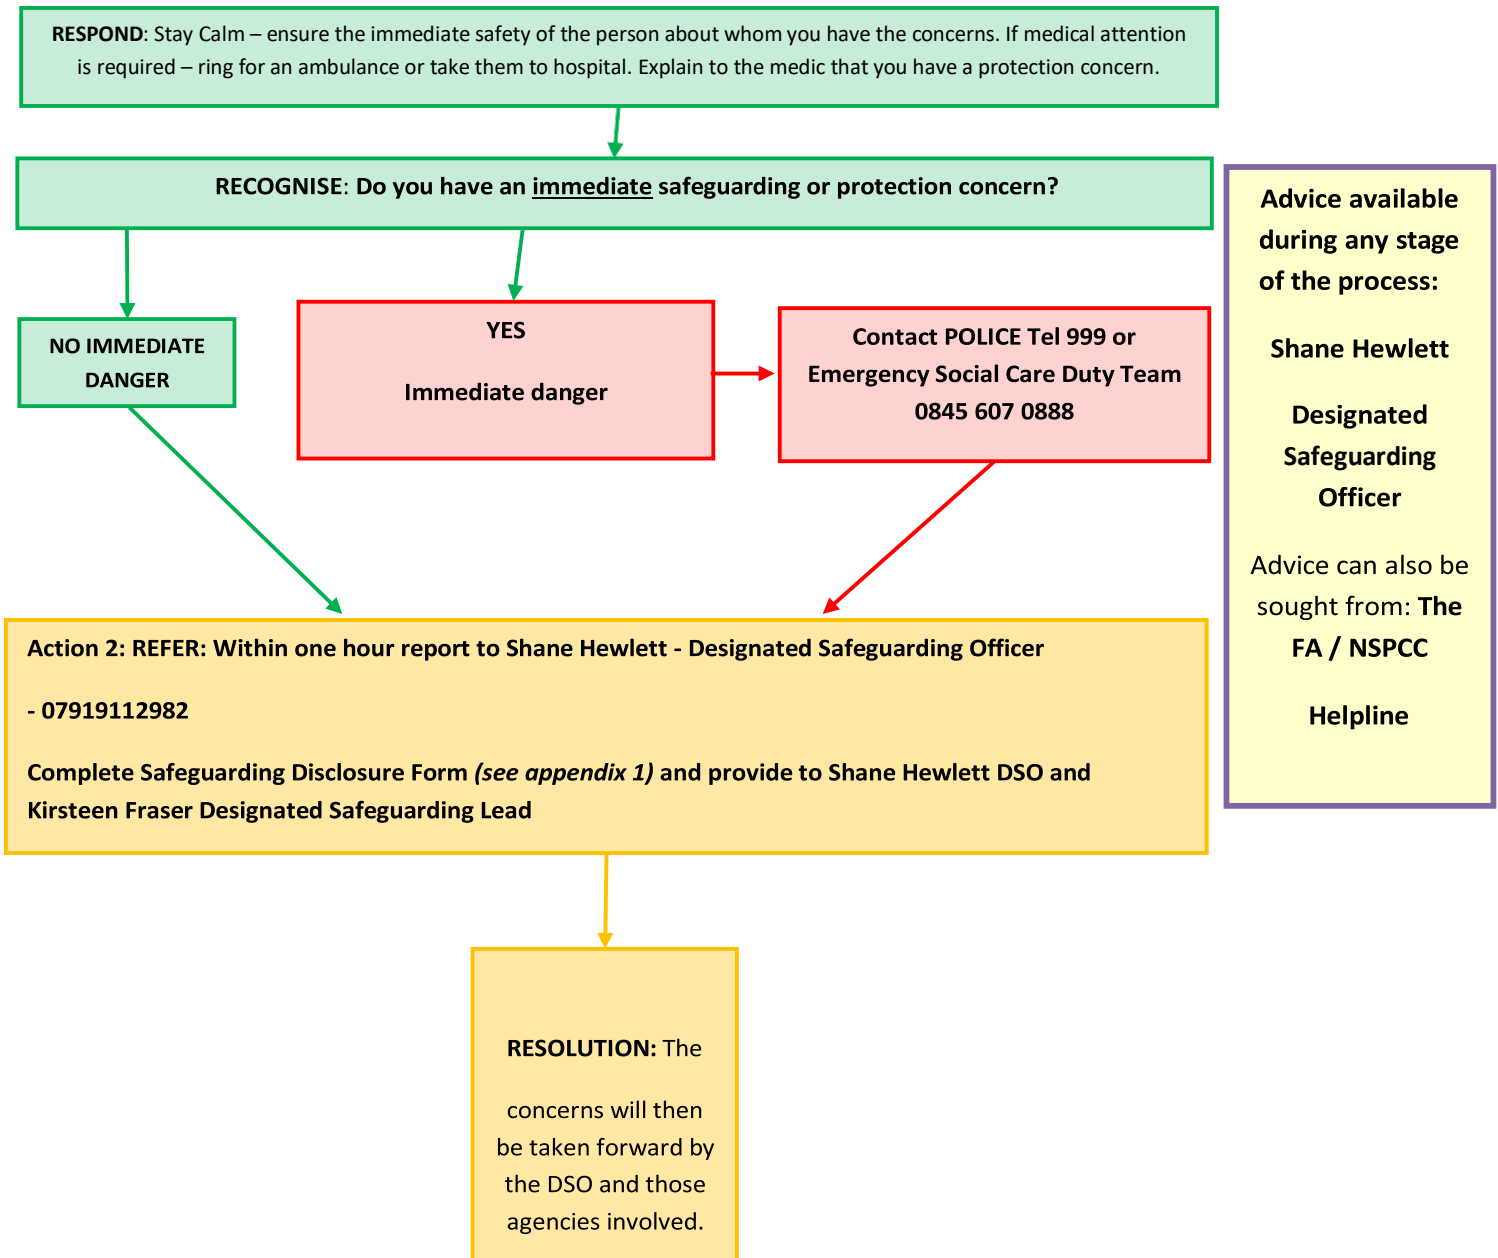 RESPOND: Stay Calm – ensure the immediate safety of the person about whom you have the concerns. If medical attention
is required – ring for an ambulance or take them to hospital. Explain to the medic that you have a protection concern.
RECOGNISE: Do you have an immediate safeguarding or protection concern?
NO IMMEDIATE
DANGER
YES
Immediate danger
Contact POLICE Tel 999 or
Emergency Social Care Duty Team
0845 607 0888
Advice available
during any stage
of the process:
Shane Hewlett
Designated
Safeguarding
Officer
Advice can also be
sought from: The
FA / NSPCC
Helpline
Action 2: REFER: Within one hour report to Shane Hewlett - Designated Safeguarding Officer
- 07919112982
Complete Safeguarding Disclosure Form (see appendix 1) and provide to Shane Hewlett DSO and
Kirsteen Fraser Designated Safeguarding Lead
RESOLUTION: The
concerns will then
be taken forward by
the DSO and those
agencies involved.